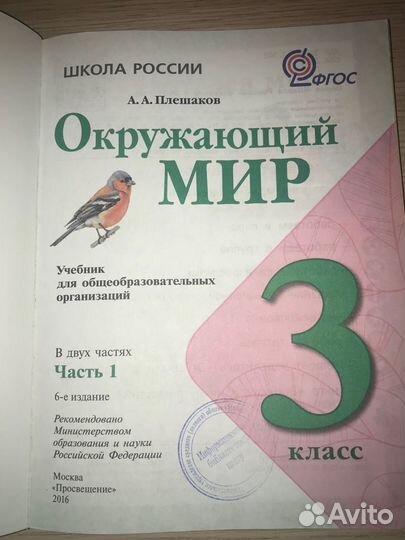 ШКОЛА РОССИИ
ФГОС
А. А. Плешаков
Окружающий
МИР
Учебник
для общеобразовательных
организаций
3
КЛАСС
В двух частях
Часть 1
6-е издание
Рекомендовано
Министерством
образования и науки
Российской Федерации
Москва
„Просвещение"
2016
Avito